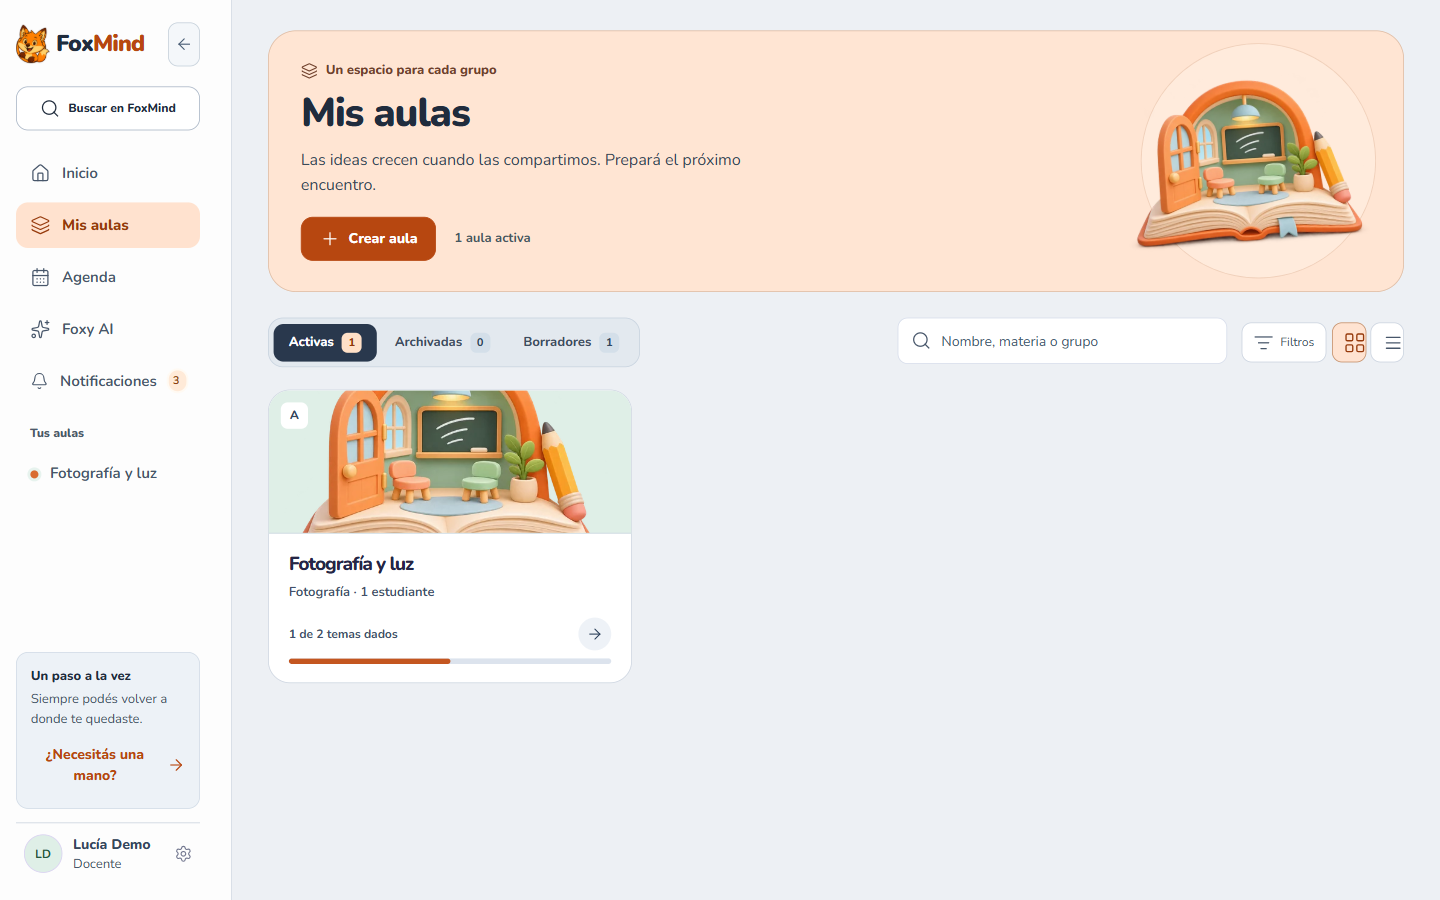 FoxMind
Buscar en FoxMind
Inicio
Mis aulas
Agenda
Foxy AI
Notificaciones 3
Tus aulas
Fotografía y luz
Un paso a la vez
Siempre podés volver a
donde te quedaste.
¿Necesitás una
mano?
LD
Lucía Demo
Docente
Un espacio para cada grupo
Mis aulas
Las ideas crecen cuando las compartimos. Prepará el próximo
encuentro.
Crear aula
1 aula activa
Activas 1
Archivadas 0
Borradores 1
Nombre, materia o grupo
Filtros
A
Fotografía y luz
Fotografía · 1 estudiante
1 de 2 temas dados